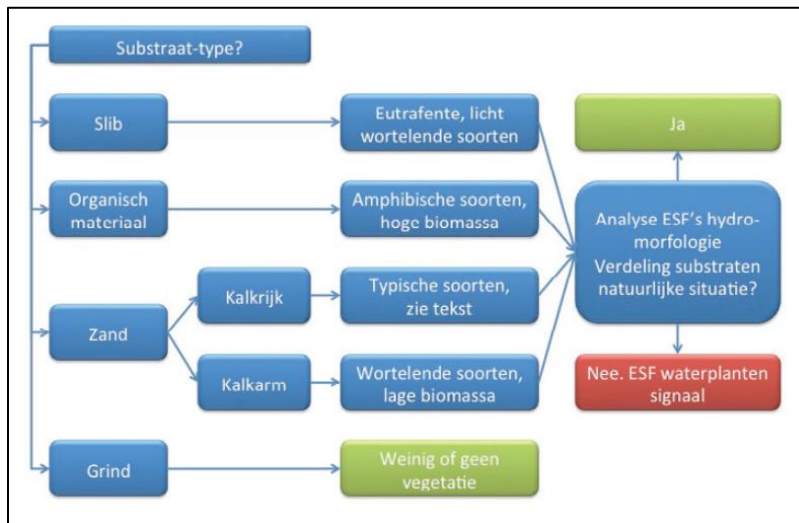 Substraat-type?
Slib
Eutrafente, licht
wortelende soorten
Ja
Organisch
materiaal
Amphibische soorten,
hoge biomassa
Analyse ESF's hydro-
morfologie
Verdeling substraten
natuurlijke situatie?
Zand
Kalkrijk
Typische soorten,
zie tekst
Kalkarm
Wortelende soorten,
lage biomassa
Nee. ESF waterplanten
signaal
Grind
Weinig of geen
vegetatie